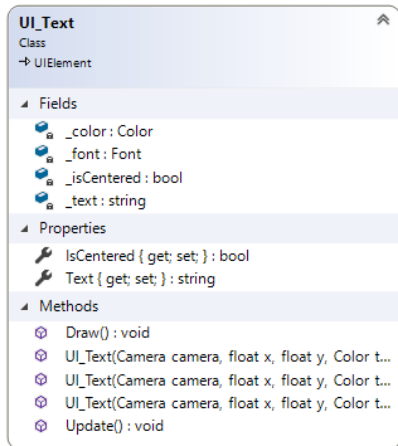 UI_Text
Class
UIElement
Fields
_color : Color
_font : Font
_isCentered : bool
_text : string
Properties
IsCentered { get; set; } : bool
Text { get; set; } : string
Methods
Draw() : void
UI_Text(Camera camera, float x, float y, Color t...
UI_Text(Camera camera, float x, float y, Color t...
UI_Text(Camera camera, float x, float y, Color t...
Update() : void